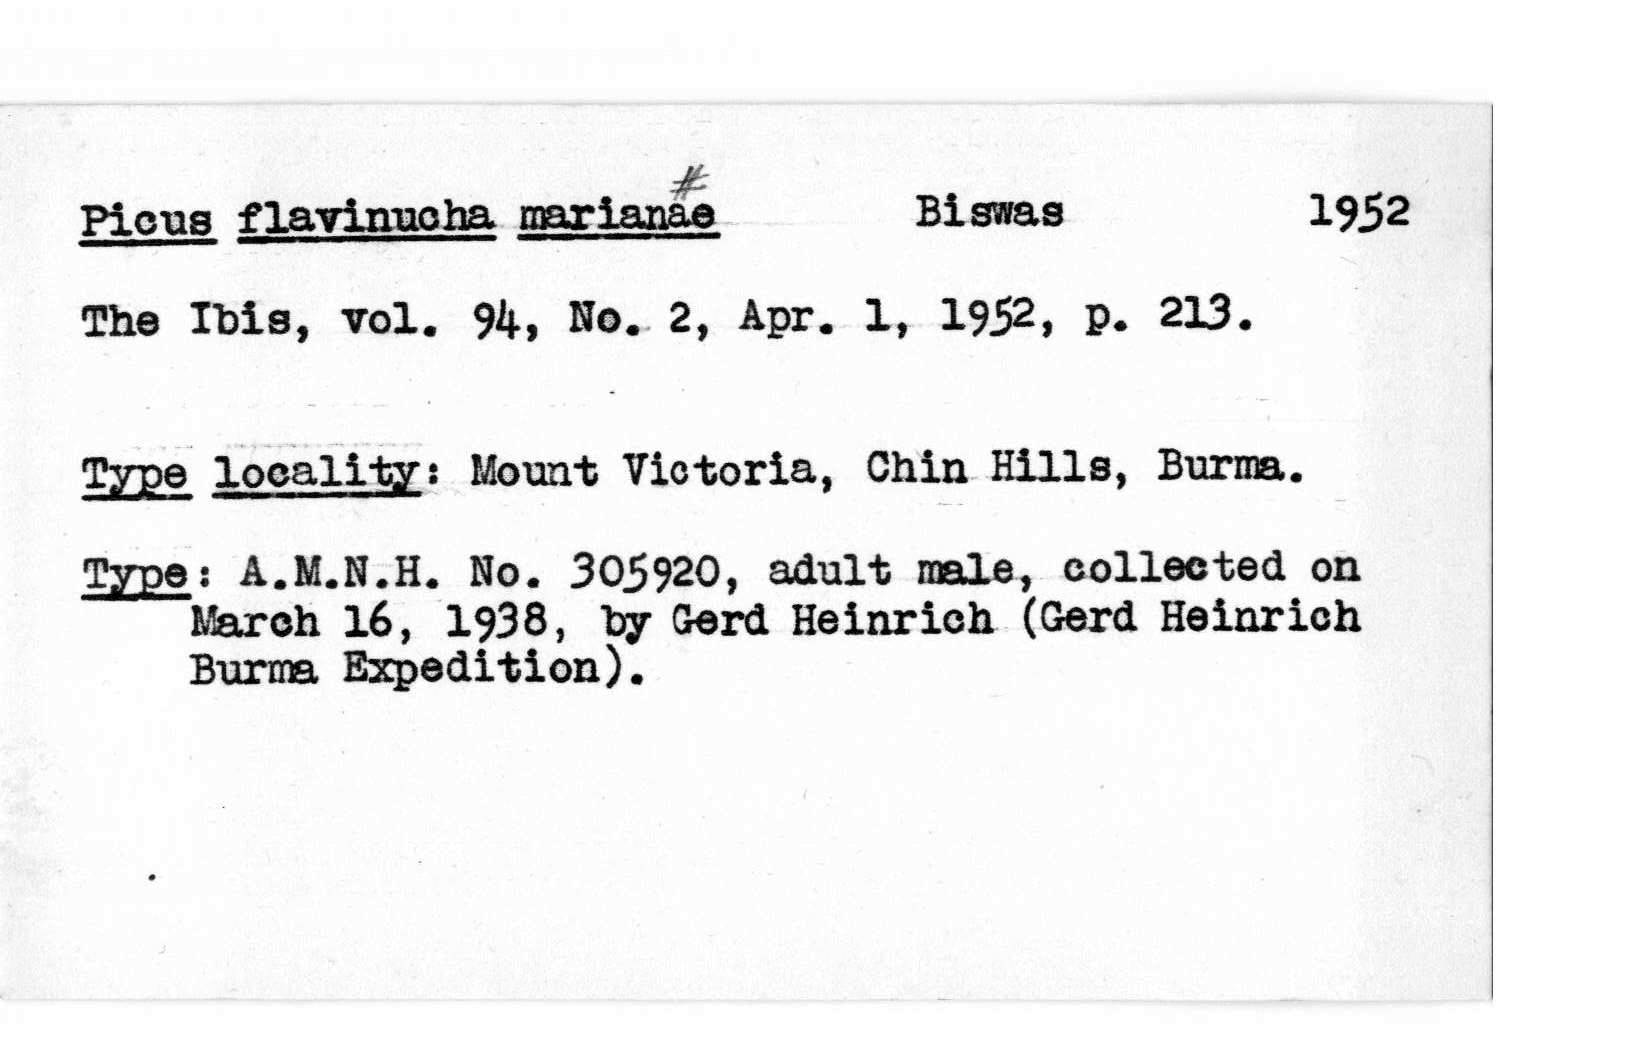 #
Picus flavinucha marianae Biswas 1952
The Ibis, vol. 94, No. 2, Apr. 1, 1952, p. 213.
Type locality: Mount Victoria, Chin Hills, Burma.
Type: A.M.N.H. No. 305920, adult male, collected on
March 16, 1938, by Gerd Heinrich (Gerd Heinrich
Burma Expedition).